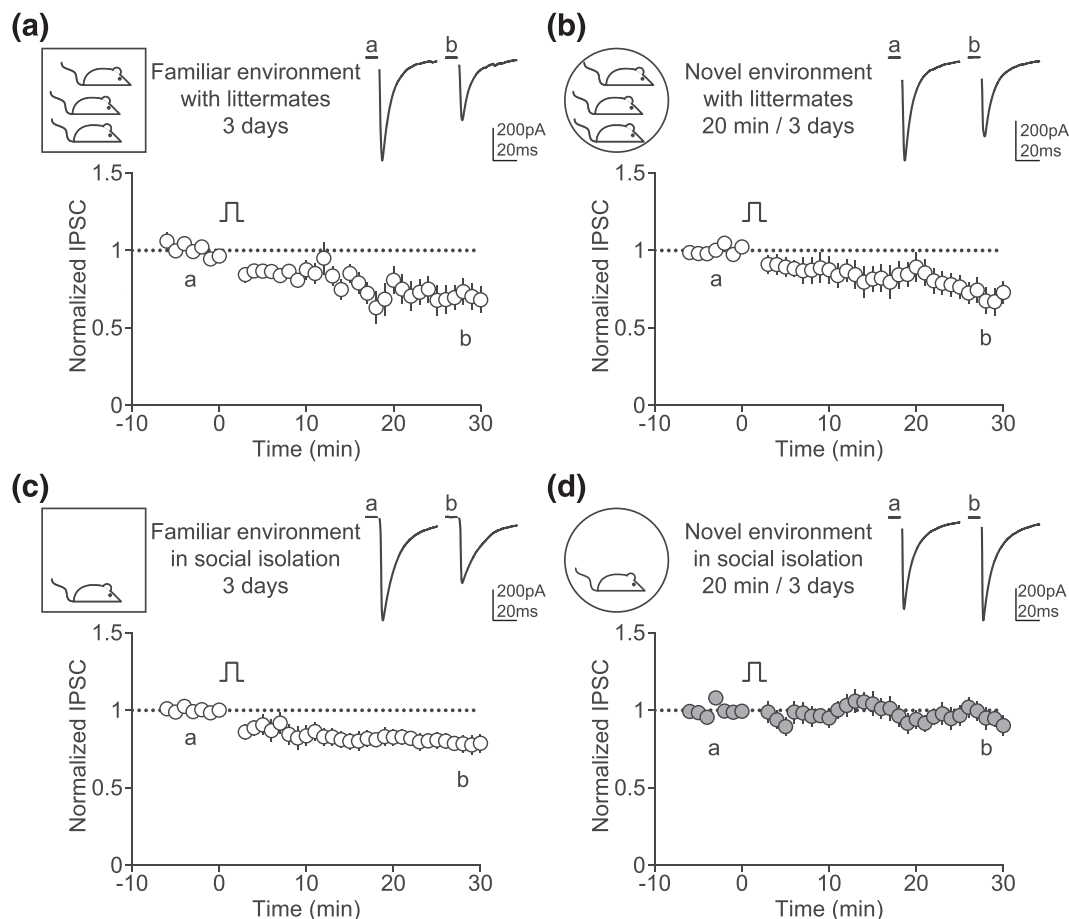 (a)
Familiar environment
with littermates
3 days
a
b
200pA
20ms
1.5
1
0.5
0
Normalized IPSC
a
b
-10
0
10
20
30
Time (min)
(b)
Novel environment
with littermates
20 min / 3 days
a
b
200pA
20ms
1.5
1
0.5
0
Normalized IPSC
a
b
-10
0
10
20
30
Time (min)
(c)
Familiar environment
in social isolation
3 days
a
b
200pA
20ms
1.5
1
0.5
0
Normalized IPSC
a
b
-10
0
10
20
30
Time (min)
(d)
Novel environment
in social isolation
20 min / 3 days
a
b
200pA
20ms
1.5
1
0.5
0
Normalized IPSC
a
b
-10
0
10
20
30
Time (min)